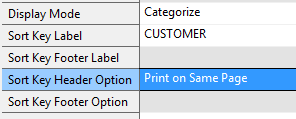 Display Mode Categorize
Sort Key Label CUSTOMER
Sort Key Footer Label
Sort Key Header Option Print on Same Page
Sort Key Footer Option